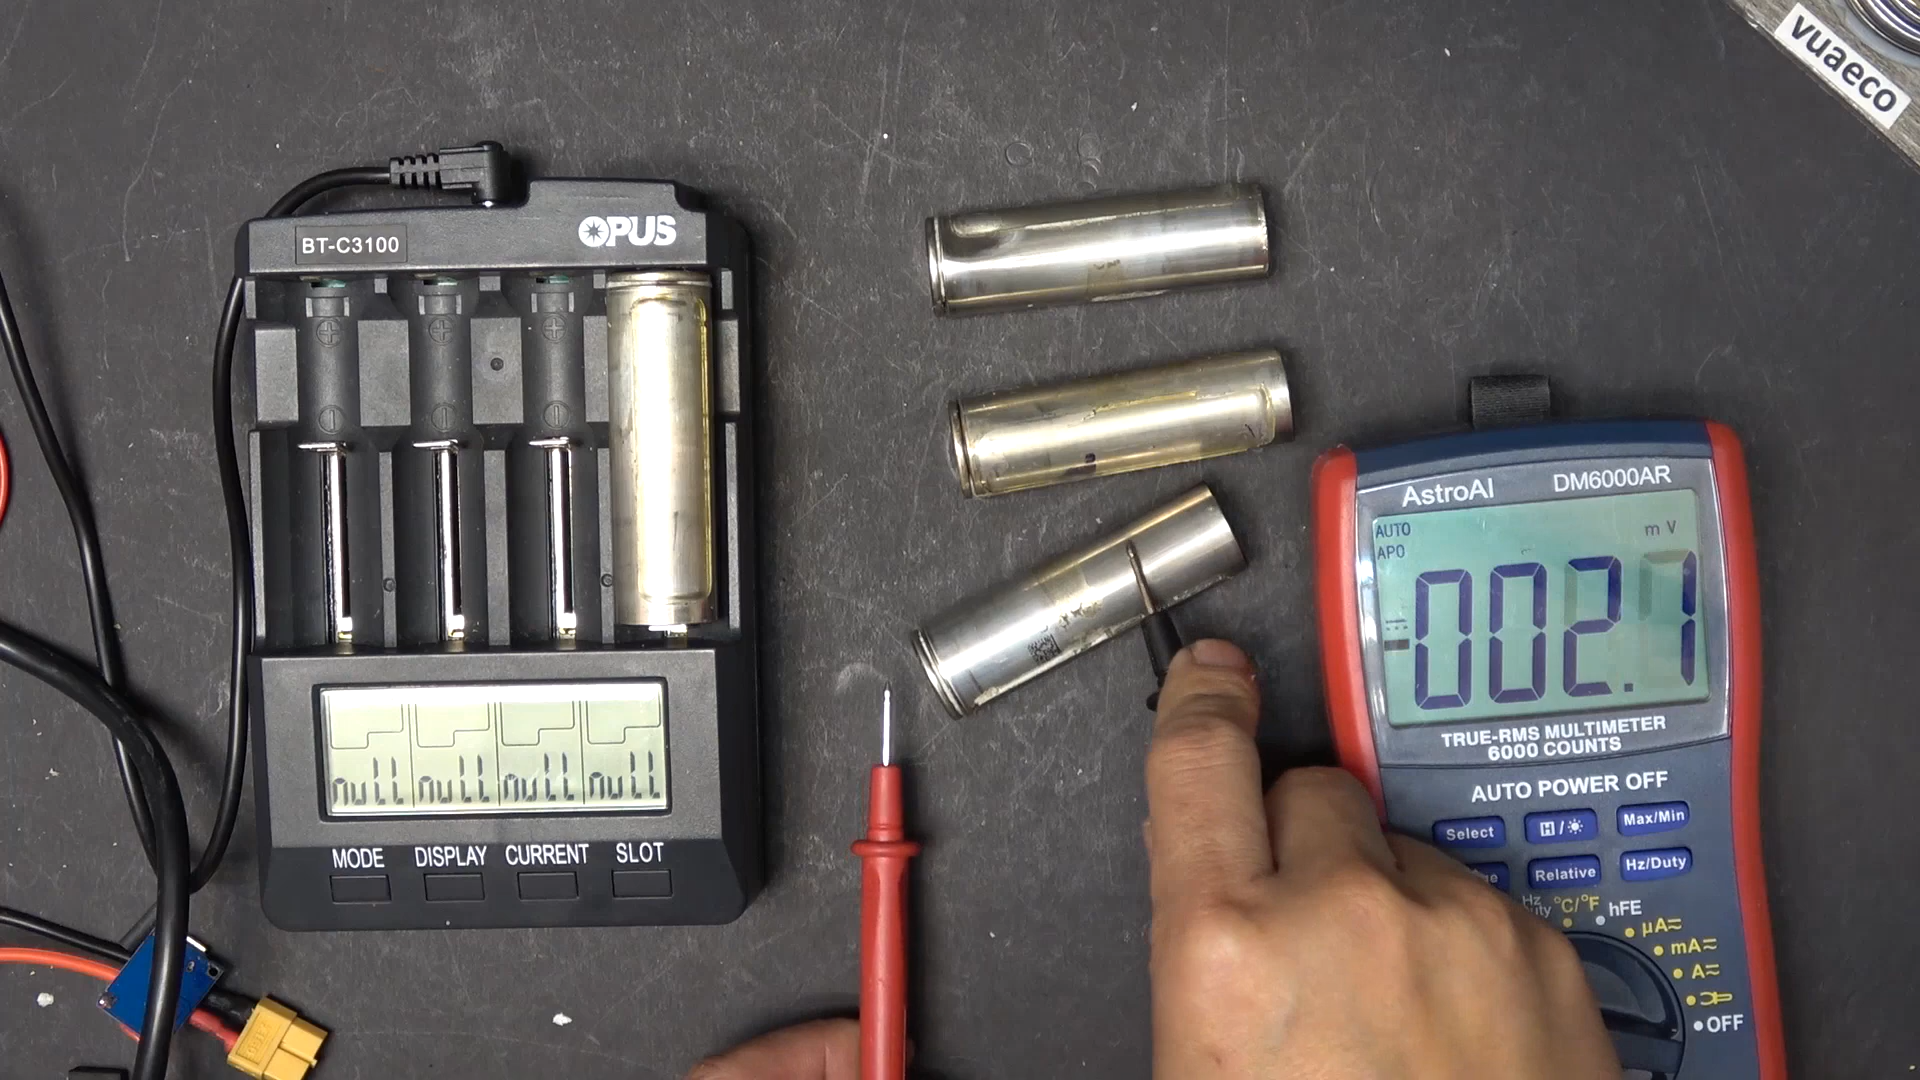 vuaeco
OPUS
BT-C3100
null null null null
MODE DISPLAY CURRENT SLOT
AstroAI DM6000AR
AUTO
APO
m V
-002.1
TRUE-RMS MULTIMETER
6000 COUNTS
AUTO POWER OFF
Select H/☀ Max/Min
Relative Hz/Duty
Hz
°C/°F hFE
µA
mA
A
OFF